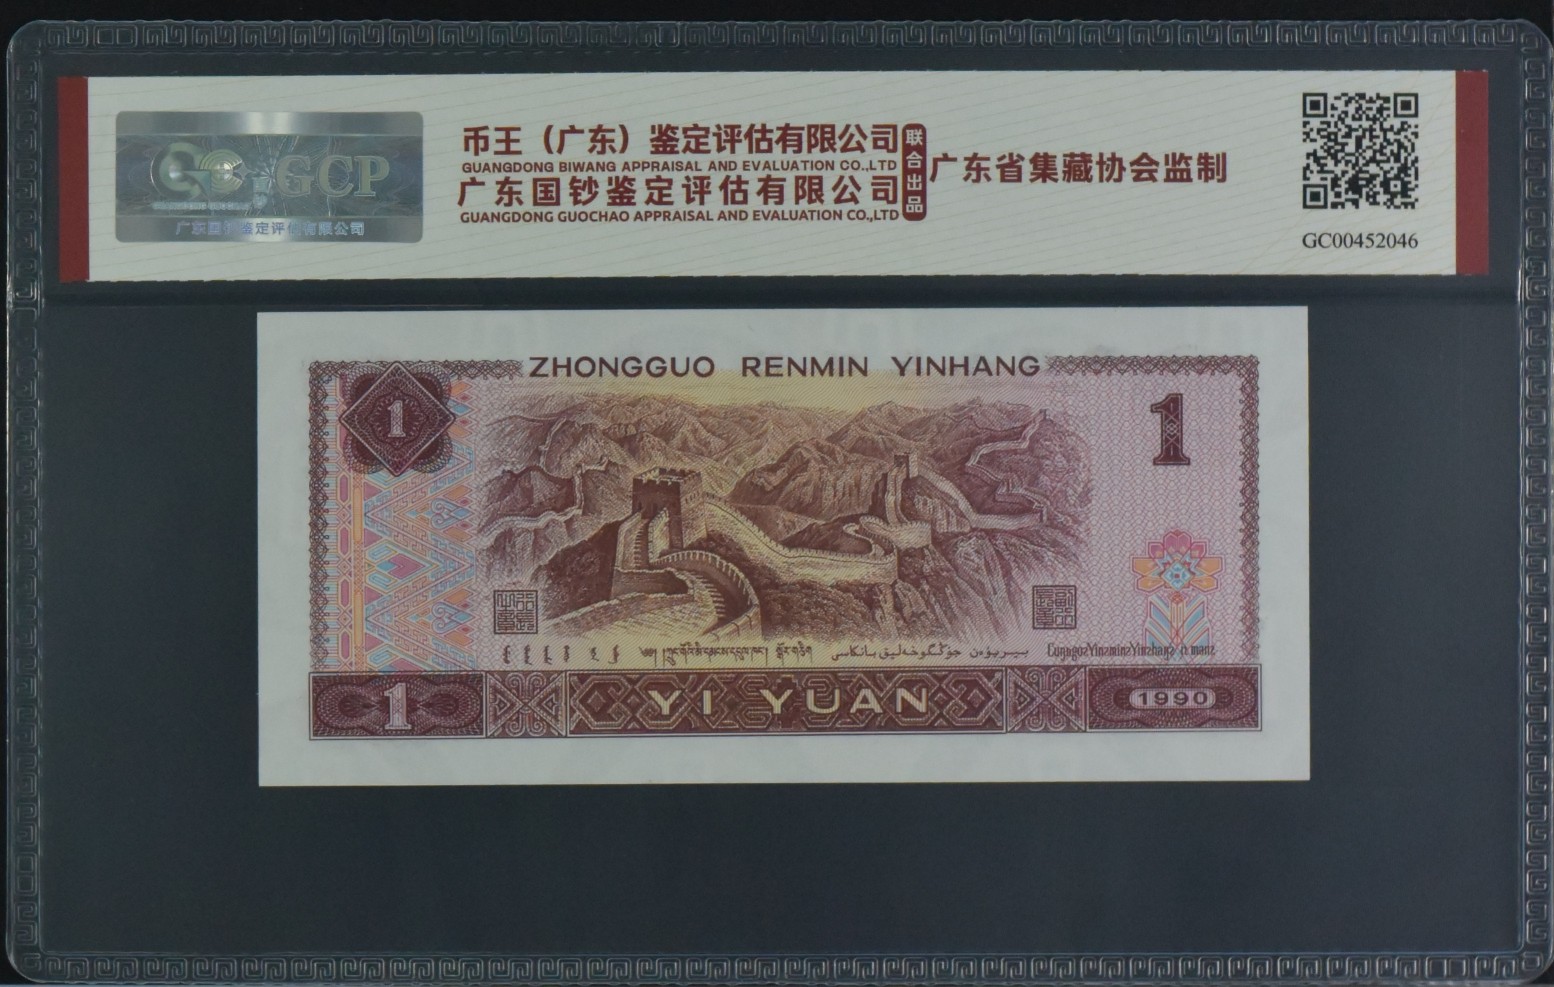 GCP
广东国钞鉴定评估有限公司
币王（广东）鉴定评估有限公司
GUANGDONG BIWANG APPRAISAL AND EVALUATION CO.,LTD
广东国钞鉴定评估有限公司
GUANGDONG GUOCHAO APPRAISAL AND EVALUATION CO.,LTD
联合出品
广东省集藏协会监制
GC00452046
ZHONGGUO RENMIN YINHANG
1
1
1
YI YUAN
1990